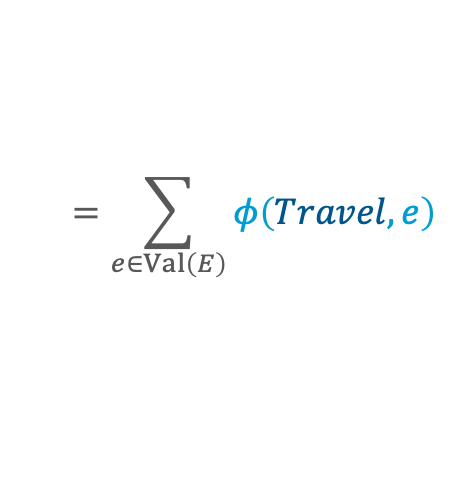 = ∑ ϕ(Travel, e)
e∈Val(E)